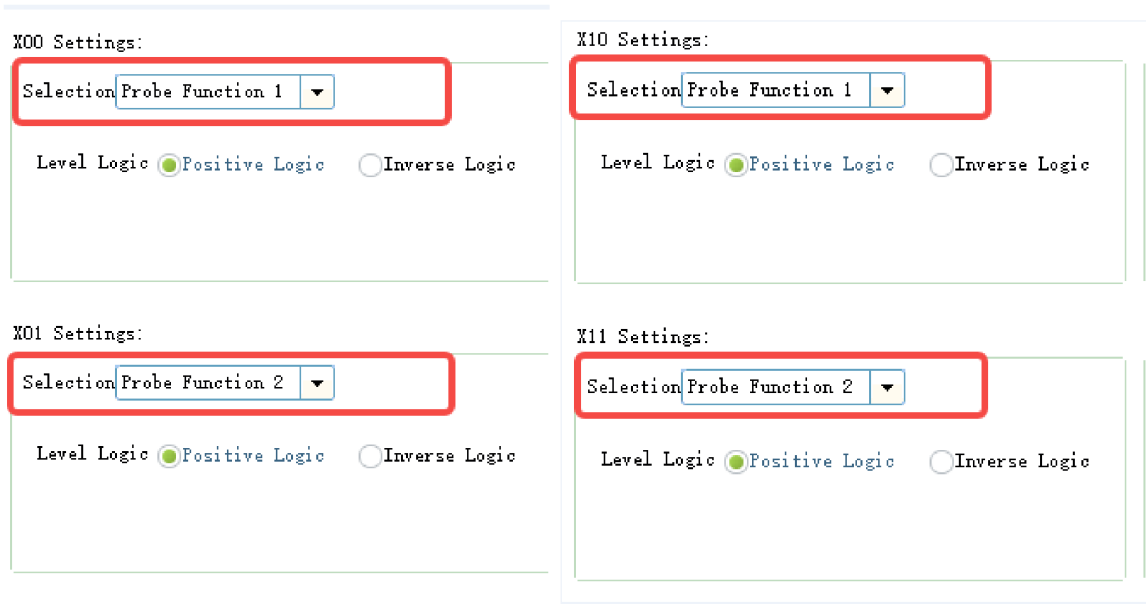 X00 Settings:
Selection Probe Function 1
Level Logic Positive Logic Inverse Logic
X01 Settings:
Selection Probe Function 2
Level Logic Positive Logic Inverse Logic
X10 Settings:
Selection Probe Function 1
Level Logic Positive Logic Inverse Logic
X11 Settings:
Selection Probe Function 2
Level Logic Positive Logic Inverse Logic